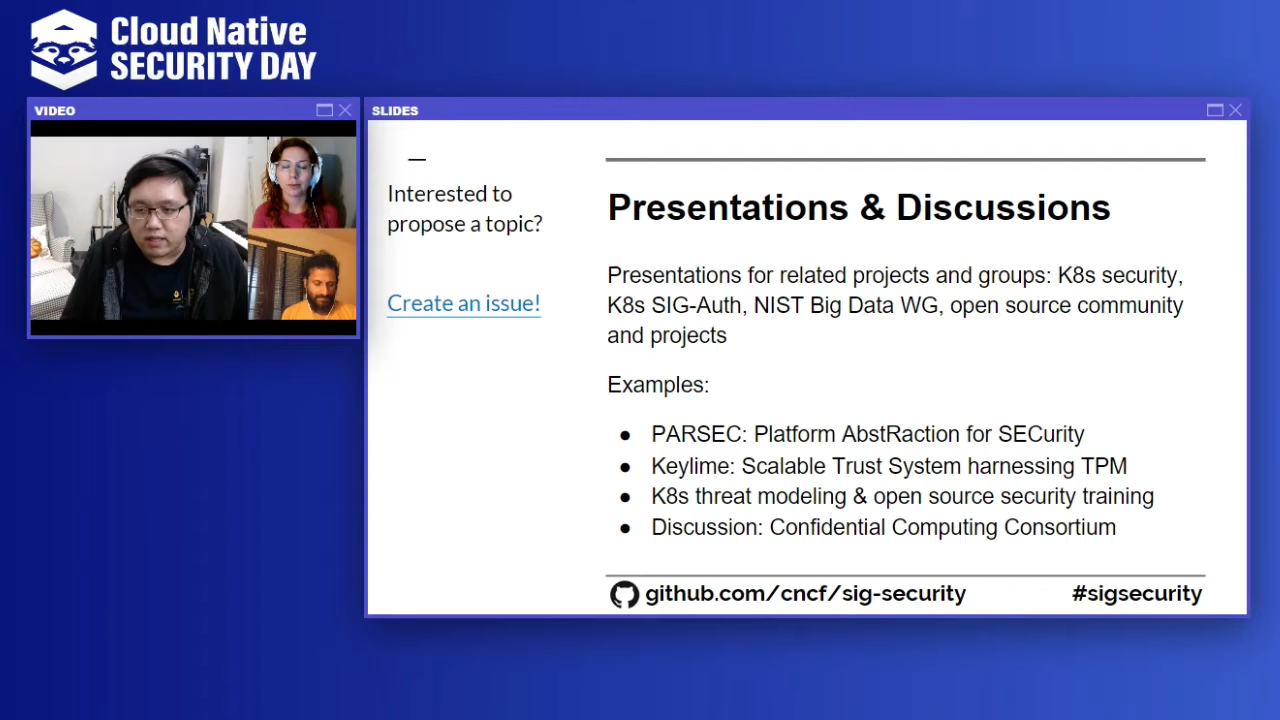 Cloud Native
SECURITY DAY
VIDEO
SLIDES
Interested to
propose a topic?
Create an issue!
Presentations & Discussions
Presentations for related projects and groups: K8s security,
K8s SIG-Auth, NIST Big Data WG, open source community
and projects
Examples:
● PARSEC: Platform AbstRaction for SECurity
● Keylime: Scalable Trust System harnessing TPM
● K8s threat modeling & open source security training
● Discussion: Confidential Computing Consortium
github.com/cncf/sig-security
#sigsecurity